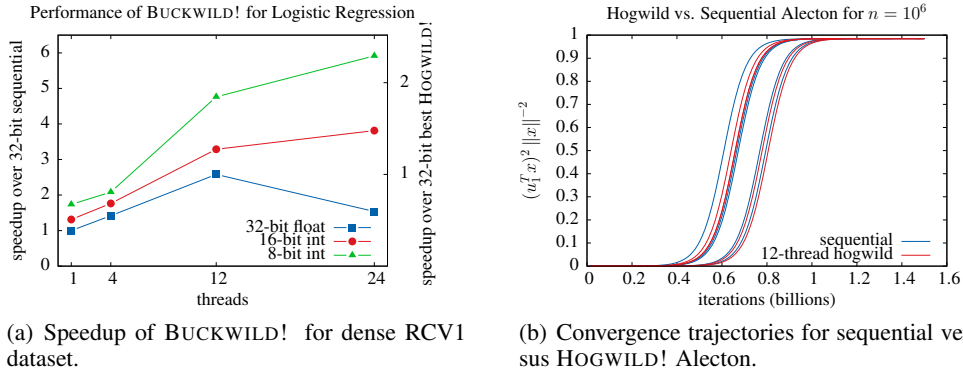 Performance of BUCKWILD! for Logistic Regression
speedup over 32-bit sequential
6
5
4
3
2
1
0
speedup over 32-bit best HOGWILD!
2
1
32-bit float
16-bit int
8-bit int
1 4 12 24
threads
(a) Speedup of BUCKWILD! for dense RCV1
dataset.
Hogwild vs. Sequential Alecton for n = 10⁶
(u₁ᵀx)² ‖x‖⁻²
1
0.9
0.8
0.7
0.6
0.5
0.4
0.3
0.2
0.1
0
sequential
12-thread hogwild
0 0.2 0.4 0.6 0.8 1 1.2 1.4 1.6
iterations (billions)
(b) Convergence trajectories for sequential ve
sus HOGWILD! Alecton.